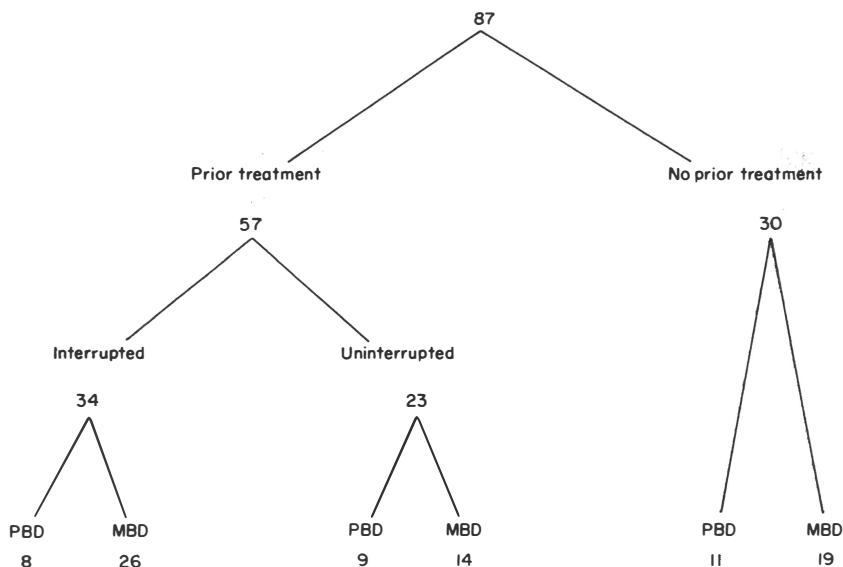 87
Prior treatment No prior treatment
57 30
Interrupted Uninterrupted
34 23
PBD MBD PBD MBD PBD MBD
8 26 9 14 11 19